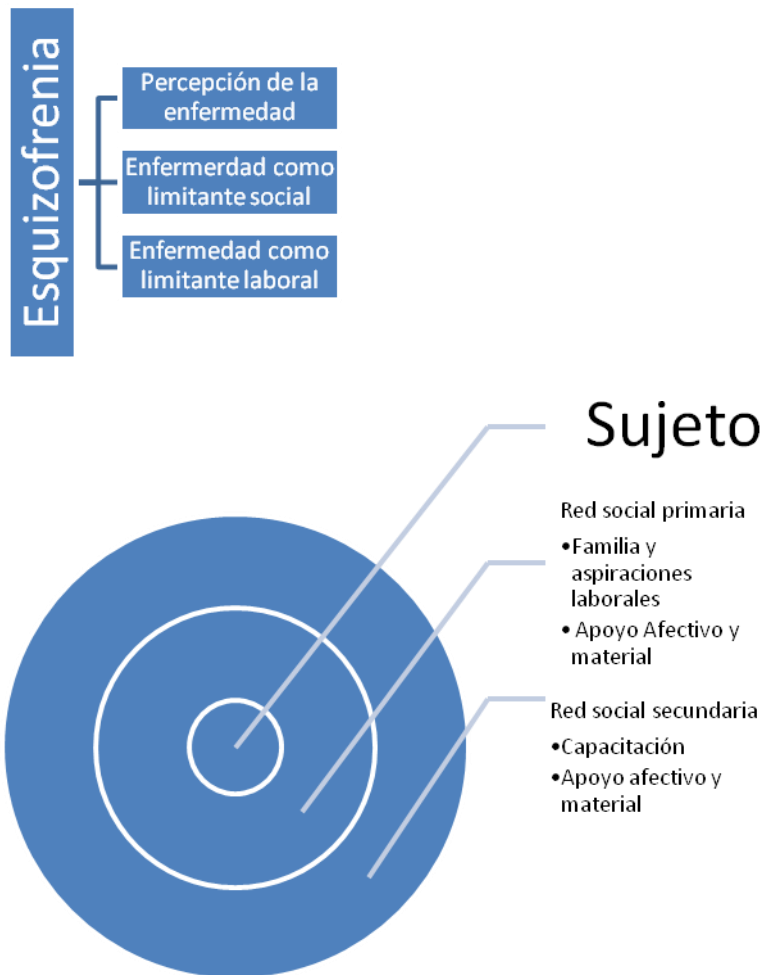 Esquizofrenia
Percepción de la
enfermedad
Enfermerdad como
limitante social
Enfermedad como
limitante laboral
Sujeto
Red social primaria
•Familia y
aspiraciones
laborales
• Apoyo Afectivo y
material
Red social secundaria
•Capacitación
•Apoyo afectivo y
material